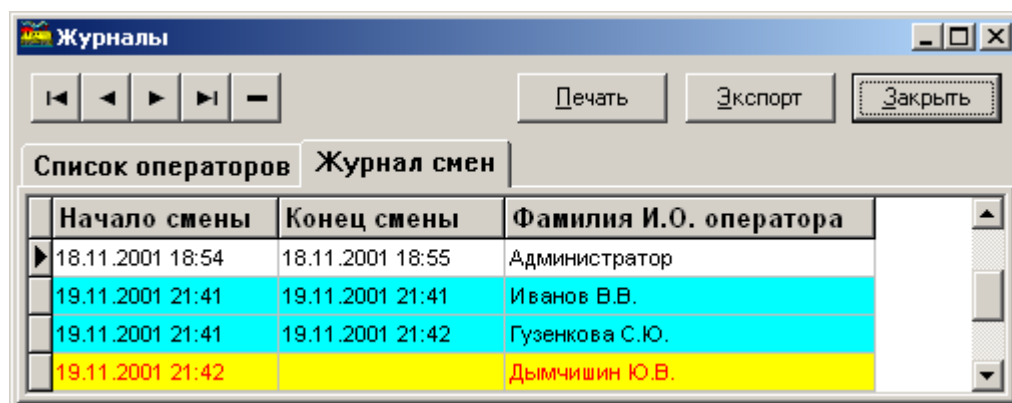 Журналы
Печать Экспорт Закрыть
Список операторов Журнал смен
Начало смены Конец смены Фамилия И.О. оператора
18.11.2001 18:54 18.11.2001 18:55 Администратор
19.11.2001 21:41 19.11.2001 21:41 Иванов В.В.
19.11.2001 21:41 19.11.2001 21:42 Гузенкова С.Ю.
19.11.2001 21:42 Дымчишин Ю.В.